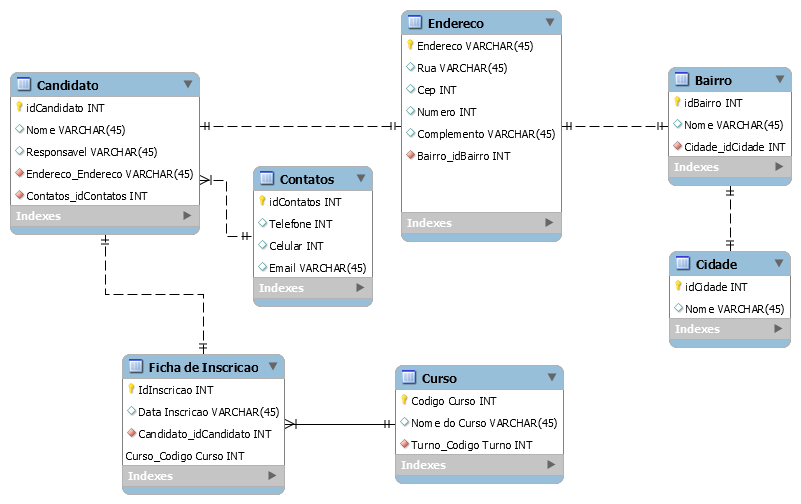 Candidato
idCandidato INT
Nome VARCHAR(45)
Responsavel VARCHAR(45)
Endereco_Endereco VARCHAR(45)
Contatos_idContatos INT
Indexes
Endereco
Endereco VARCHAR(45)
Rua VARCHAR(45)
Cep INT
Numero INT
Complemento VARCHAR(45)
Bairro_idBairro INT
Indexes
Bairro
idBairro INT
Nome VARCHAR(45)
Cidade_idCidade INT
Indexes
Contatos
idContatos INT
Telefone INT
Celular INT
Email VARCHAR(45)
Indexes
Cidade
idCidade INT
Nome VARCHAR(45)
Indexes
Ficha de Inscricao
IdInscricao INT
Data Inscricao VARCHAR(45)
Candidato_idCandidato INT
Curso_Codigo Curso INT
Indexes
Curso
Codigo Curso INT
Nome do Curso VARCHAR(45)
Turno_Codigo Turno INT
Indexes